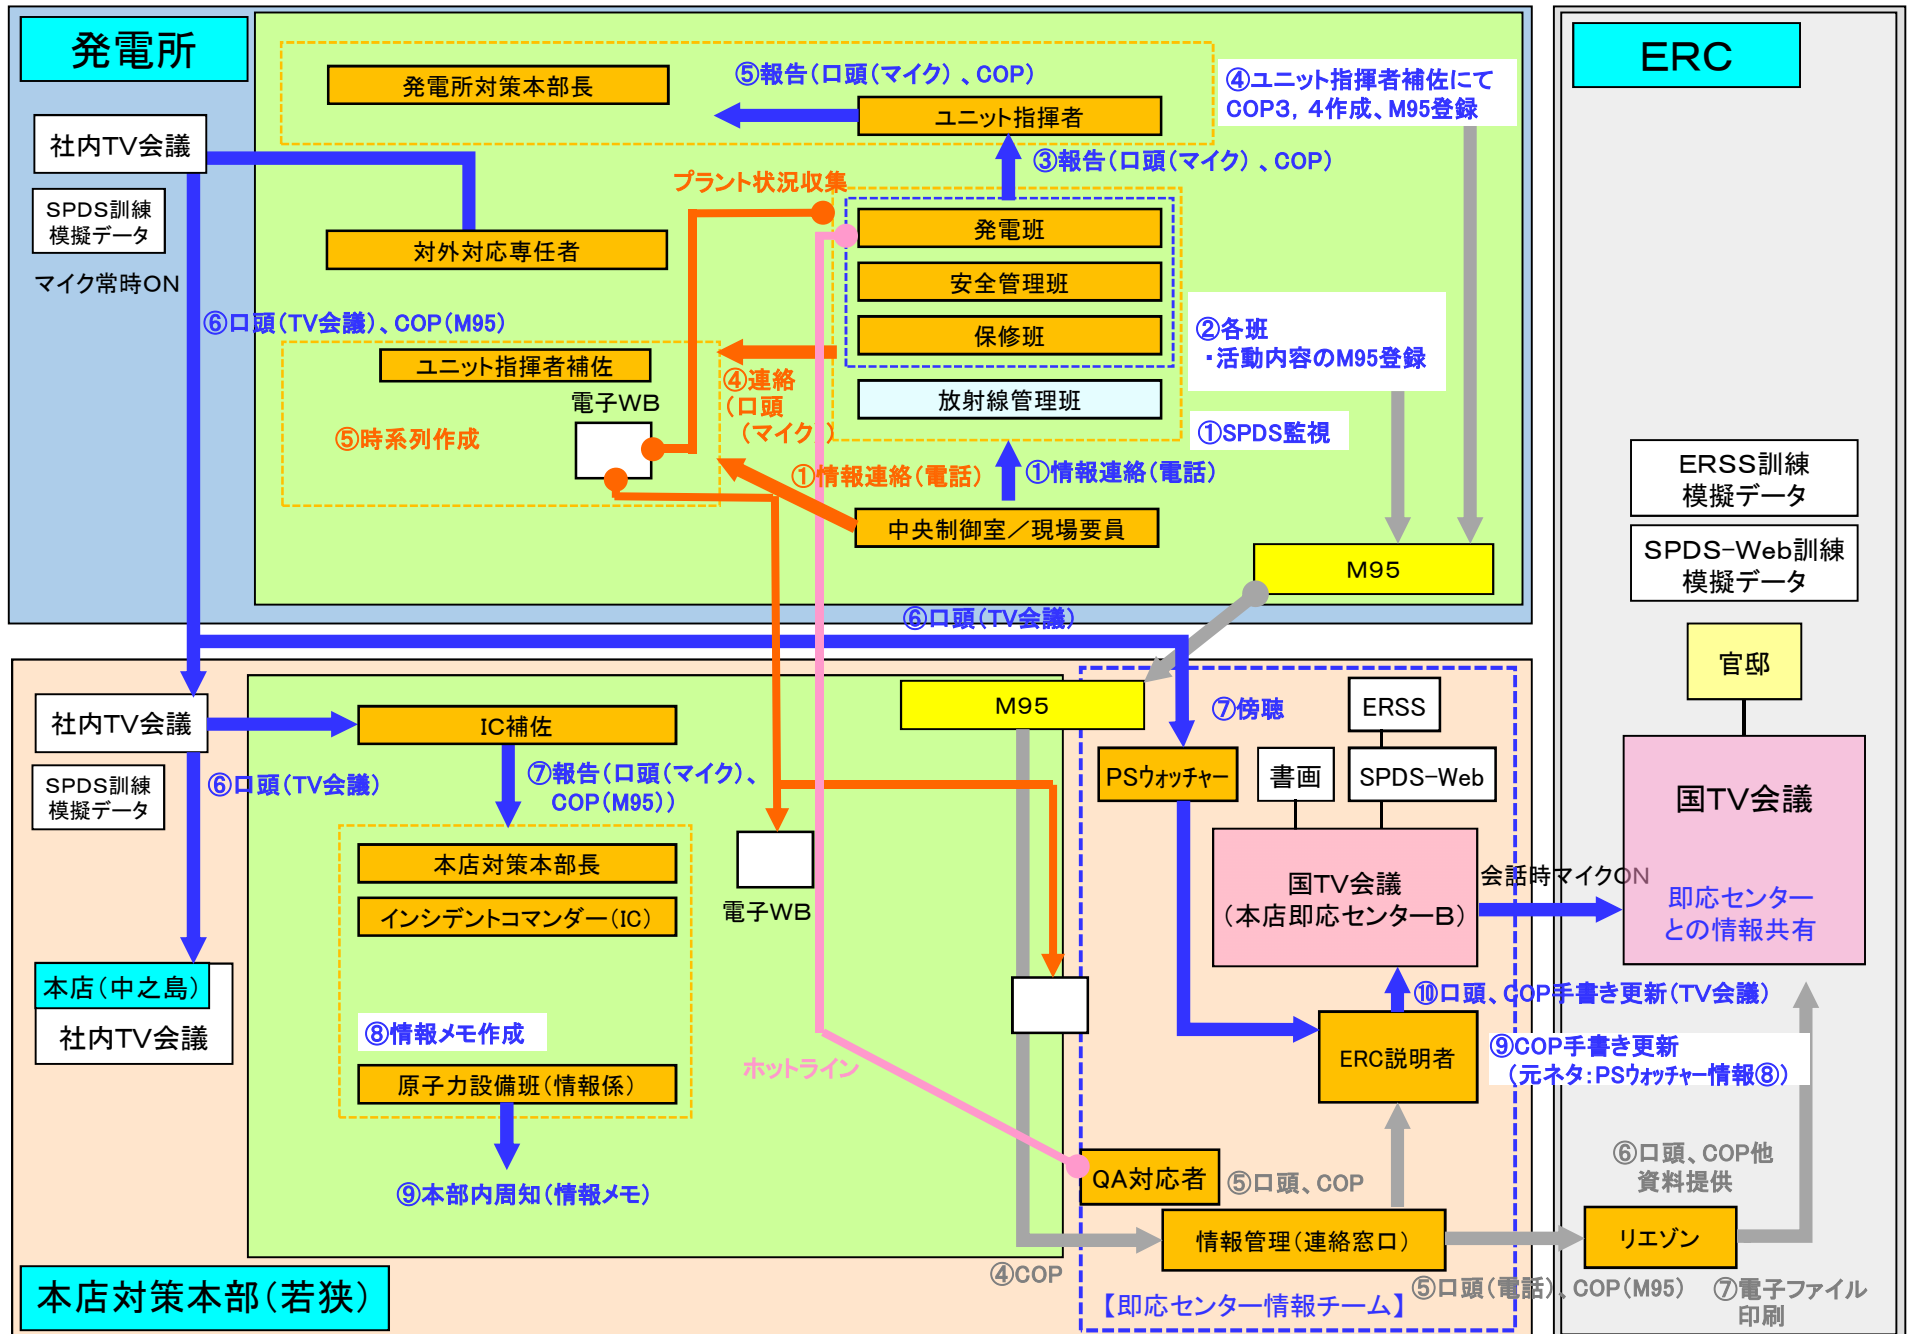 発電所
発電所対策本部長
⑤報告(口頭(マイク)、COP)
ユニット指揮者
④ユニット指揮者補佐にて
COP3, 4作成、M95登録
③報告(口頭(マイク)、COP)
社内TV会議
SPDS訓練
模擬データ
マイク常時ON
プラント状況収集
対外対応専任者
発電班
安全管理班
保修班
放射線管理班
②各班
・活動内容のM95登録
①SPDS監視
⑥口頭(TV会議)、COP(M95)
ユニット指揮者補佐
電子WB
⑤時系列作成
④連絡
(口頭
(マイク))
①情報連絡(電話)
①情報連絡(電話)
中央制御室/現場要員
M95
⑥口頭(TV会議)
ERC
ERSS訓練
模擬データ
SPDS-Web訓練
模擬データ
官邸
国TV会議
即応センター
との情報共有
社内TV会議
SPDS訓練
模擬データ
⑥口頭(TV会議)
IC補佐
⑦報告(口頭(マイク)、
COP(M95))
本店対策本部長
インシデントコマンダー(IC)
電子WB
⑧情報メモ作成
原子力設備班(情報係)
⑨本部内周知(情報メモ)
本店(中之島)
社内TV会議
本店対策本部(若狭)
ホットライン
M95
⑦傍聴
ERSS
PSウォッチャー
書画
SPDS-Web
国TV会議
(本店即応センターB)
会話時マイクON
⑩口頭、COP手書き更新(TV会議)
ERC説明者
⑨COP手書き更新
(元ネタ:PSウォッチャー情報⑧)
QA対応者
⑤口頭、COP
情報管理(連絡窓口)
④COP
【即応センター情報チーム】
⑤口頭(電話)、COP(M95)
⑥口頭、COP他
資料提供
リエゾン
⑦電子ファイル
印刷